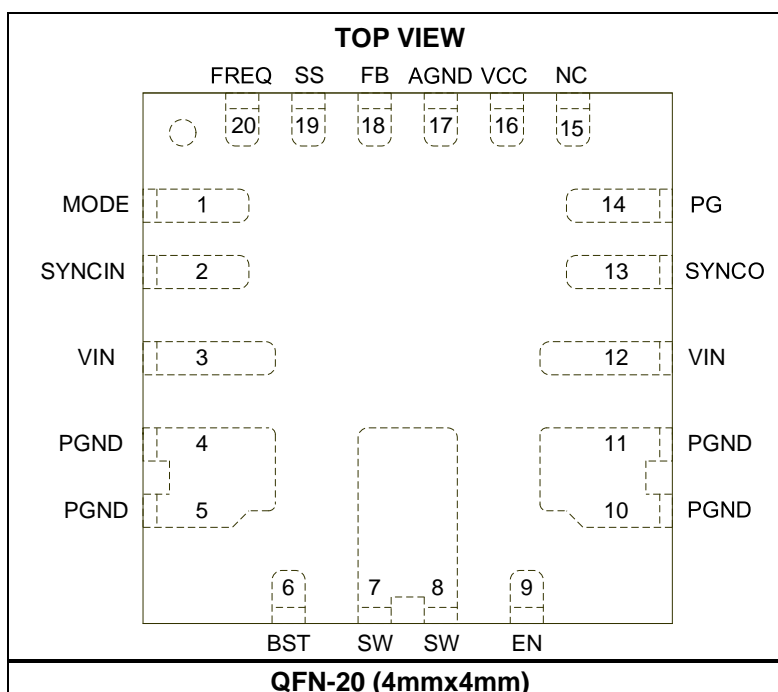 TOP VIEW
FREQ SS FB AGND VCC NC
20 19 18 17 16 15
MODE 1 14 PG
SYNCIN 2 13 SYNCO
VIN 3 12 VIN
PGND 4 11 PGND
PGND 5 10 PGND
6 7 8 9
BST SW SW EN
QFN-20 (4mmx4mm)